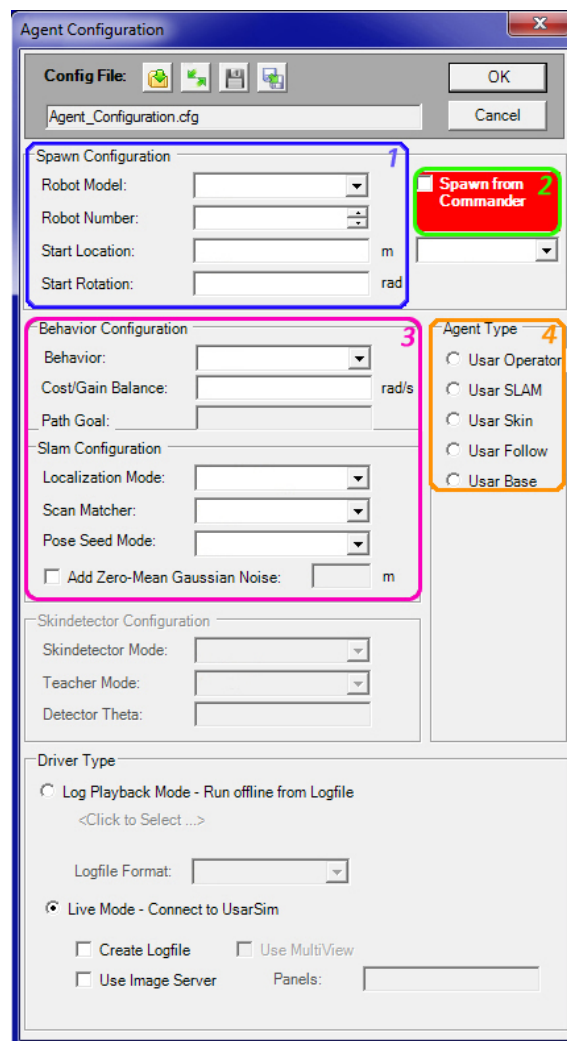 Agent Configuration
Config File:
OK
Agent_Configuration.cfg
Cancel
Spawn Configuration
1
Robot Model:
Robot Number:
Start Location:
m
Start Rotation:
rad
Spawn from
Commander
2
Behavior Configuration
3
Behavior:
Cost/Gain Balance:
rad/s
Path Goal:
Slam Configuration
Localization Mode:
Scan Matcher:
Pose Seed Mode:
Add Zero-Mean Gaussian Noise:
m
Agent Type
4
Usar Operator
Usar SLAM
Usar Skin
Usar Follow
Usar Base
Skindetector Configuration
Skindetector Mode:
Teacher Mode:
Detector Theta:
Driver Type
Log Playback Mode - Run offline from Logfile
<Click to Select ...>
Logfile Format:
Live Mode - Connect to UsarSim
Create Logfile
Use MultiView
Use Image Server
Panels: